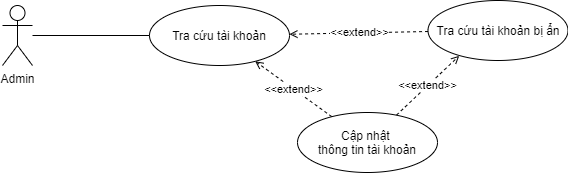 Tra cứu tài khoản
<<extend>>
Tra cứu tài khoản bị ẩn
Admin
<<extend>>
<<extend>>
Cập nhật
thông tin tài khoản